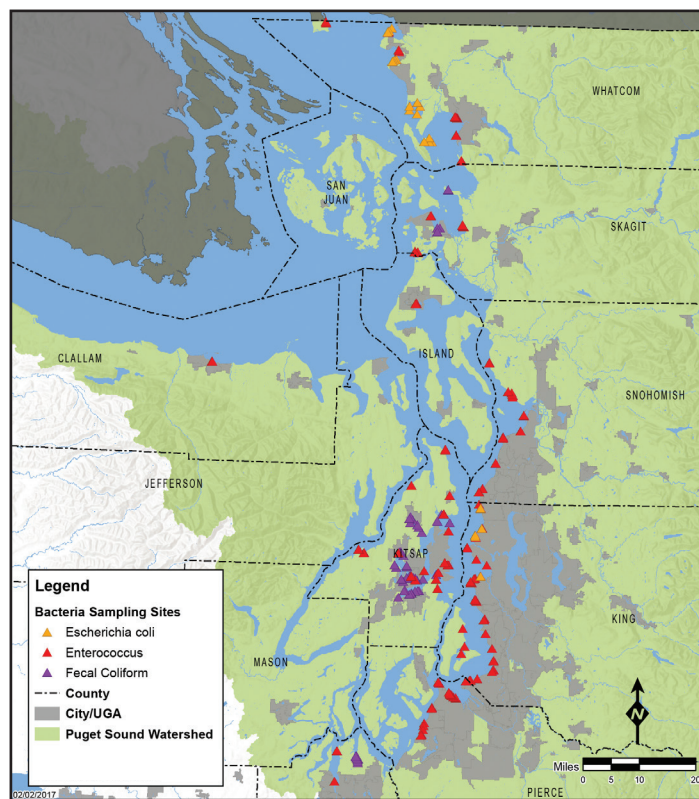 WHATCOM
SAN
JUAN
SKAGIT
CLALLAM
ISLAND
SNOHOMISH
JEFFERSON
KITSAP
Legend
Bacteria Sampling Sites
Escherichia coli
Enterococcus
Fecal Coliform
County
City/UGA
Puget Sound Watershed
KING
MASON
N
Miles
0 5 10 20
PIERCE
02/02/2017